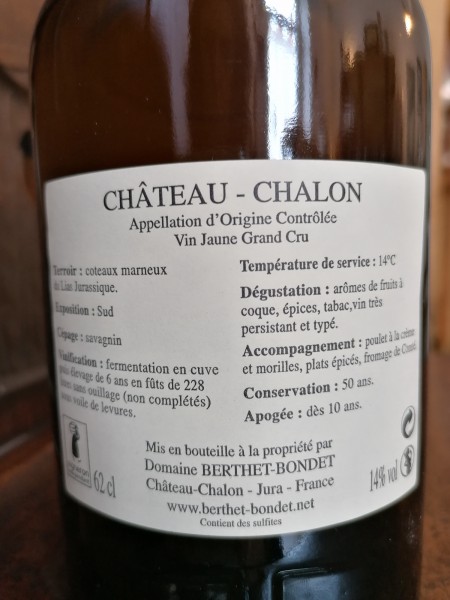 CHÂTEAU - CHALON
Appellation d'Origine Contrôlée
Vin Jaune Grand Cru
Terroir : coteaux marneux
du Lias Jurassique.
Exposition : Sud
Cépage : savagnin
Vinification : fermentation en cuve
puis élevage de 6 ans en fûts de 228
litres sans ouillage (non complétés)
sous voile de levures.
Température de service : 14°C
Dégustation : arômes de fruits à
coque, épices, tabac,vin très
persistant et typé.
Accompagnement : poulet à la crème
et morilles, plats épicés, fromage de Comté.
Conservation : 50 ans.
Apogée : dès 10 ans.
Mis en bouteille à la propriété par
Domaine BERTHET-BONDET
Château-Chalon - Jura - France
www.berthet-bondet.net
Contient des sulfites
62 cl
14% vol